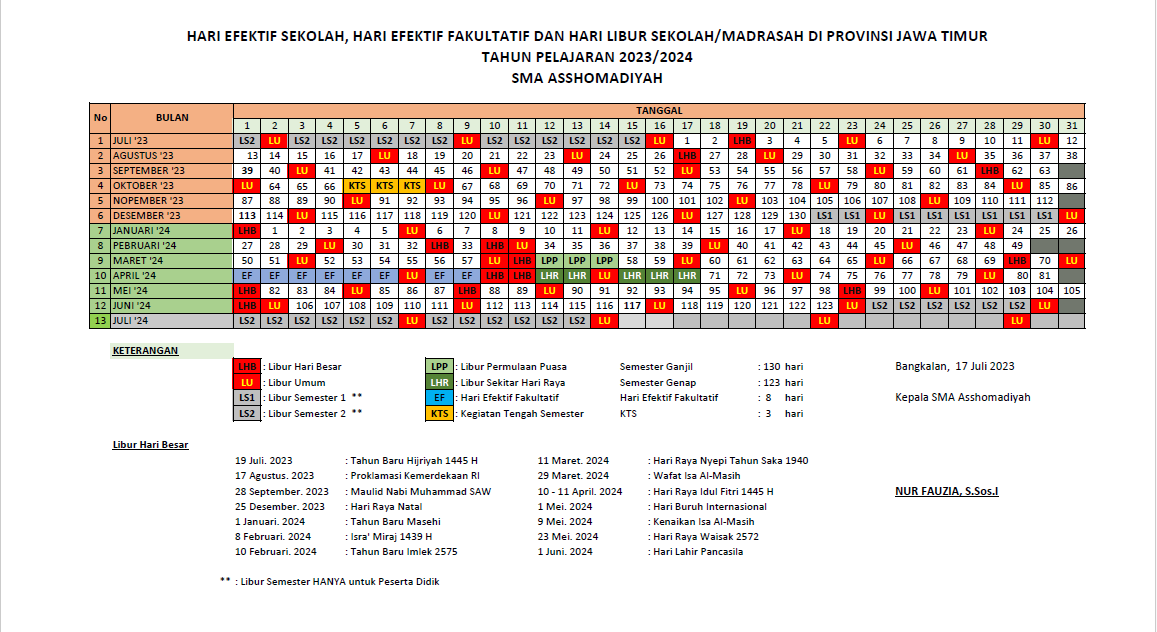 HARI EFEKTIF SEKOLAH, HARI EFEKTIF FAKULTATIF DAN HARI LIBUR SEKOLAH/MADRASAH DI PROVINSI JAWA TIMUR
TAHUN PELAJARAN 2023/2024
SMA ASSHOMADIYAH
No BULAN TANGGAL
1 2 3 4 5 6 7 8 9 10 11 12 13 14 15 16 17 18 19 20 21 22 23 24 25 26 27 28 29 30 31
1 JULI '23 LS2 LU LS2 LS2 LS2 LS2 LS2 LS2 LU LS2 LS2 LS2 LS2 LS2 LS2 LU 1 2 LHB 3 4 5 LU 6 7 8 9 10 11 LU 12
2 AGUSTUS '23 13 14 15 16 17 LU 18 19 20 21 22 23 LU 24 25 26 LHB 27 28 LU 29 30 31 32 33 34 LU 35 36 37 38
3 SEPTEMBER '23 39 40 LU 41 42 43 44 45 46 LU 47 48 49 50 51 52 LU 53 54 55 56 57 58 LU 59 60 61 LHB 62 63
4 OKTOBER '23 LU 64 65 66 KTS KTS KTS LU 67 68 69 70 71 72 LU 73 74 75 76 77 78 LU 79 80 81 82 83 84 LU 85 86
5 NOPEMBER '23 87 88 89 90 LU 91 92 93 94 95 96 LU 97 98 99 100 101 102 LU 103 104 105 106 107 108 LU 109 110 111 112
6 DESEMBER '23 113 114 LU 115 116 117 118 119 120 LU 121 122 123 124 125 126 LU 127 128 129 130 LS1 LS1 LU LS1 LS1 LS1 LS1 LS1 LS1 LU
7 JANUARI '24 LHB 1 2 3 4 5 LU 6 7 8 9 10 11 LU 12 13 14 15 16 17 LU 18 19 20 21 22 23 LU 24 25 26
8 PEBRUARI '24 27 28 29 LU 30 31 32 LHB 33 LHB LU 34 35 36 37 38 39 LU 40 41 42 43 44 45 LU 46 47 48 49
9 MARET '24 50 51 LU 52 53 54 55 56 57 LU LHB LPP LPP LPP 58 59 LU 60 61 62 63 64 65 LU 66 67 68 69 LHB 70 LU
10 APRIL '24 EF EF EF EF EF EF LU EF EF LHB LHB LHR LHR LU LHR LHR LHR 71 72 73 LU 74 75 76 77 78 79 LU 80 81
11 MEI '24 LHB 82 83 84 LU 85 86 87 LHB 88 89 LU 90 91 92 93 94 95 LU 96 97 98 LHB 99 100 LU 101 102 103 104 105
12 JUNI '24 LHB LU 106 107 108 109 110 111 LU 112 113 114 115 116 117 LU 118 119 120 121 122 123 LU LS2 LS2 LS2 LS2 LS2 LS2 LU
13 JULI '24 LS2 LS2 LS2 LS2 LS2 LS2 LU LS2 LS2 LS2 LS2 LS2 LS2 LU LU LU
KETERANGAN
LHB : Libur Hari Besar LPP : Libur Permulaan Puasa Semester Ganjil : 130 hari Bangkalan, 17 Juli 2023
LU : Libur Umum LHR : Libur Sekitar Hari Raya Semester Genap : 123 hari
LS1 : Libur Semester 1 ** EF : Hari Efektif Fakultatif Hari Efektif Fakultatif : 8 hari Kepala SMA Asshomadiyah
LS2 : Libur Semester 2 ** KTS : Kegiatan Tengah Semester KTS : 3 hari
Libur Hari Besar
19 Juli. 2023 : Tahun Baru Hijriyah 1445 H 11 Maret. 2024 : Hari Raya Nyepi Tahun Saka 1940
17 Agustus. 2023 : Proklamasi Kemerdekaan RI 29 Maret. 2024 : Wafat Isa Al-Masih
28 September. 2023 : Maulid Nabi Muhammad SAW 10 - 11 April. 2024 : Hari Raya Idul Fitri 1445 H NUR FAUZIA, S.Sos.I
25 Desember. 2023 : Hari Raya Natal 1 Mei. 2024 : Hari Buruh Internasional
1 Januari. 2024 : Tahun Baru Masehi 9 Mei. 2024 : Kenaikan Isa Al-Masih
8 Februari. 2024 : Isra' Miraj 1439 H 23 Mei. 2024 : Hari Raya Waisak 2572
10 Februari. 2024 : Tahun Baru Imlek 2575 1 Juni. 2024 : Hari Lahir Pancasila
** : Libur Semester HANYA untuk Peserta Didik